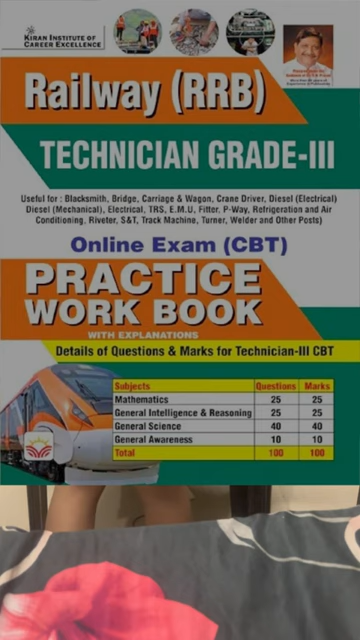 KIRAN INSTITUTE OF
CAREER EXCELLENCE
Railway (RRB)
TECHNICIAN GRADE-III
Useful for : Blacksmith, Bridge, Carriage & Wagon, Crane Driver, Diesel (Electrical)
Diesel (Mechanical), Electrical, TRS, E.M.U, Fitter, P-Way, Refrigeration and Air
Conditioning, Riveter, S&T, Track Machine, Turner, Welder and Other Posts)
Online Exam (CBT)
PRACTICE
WORK BOOK
WITH EXPLANATIONS
Details of Questions & Marks for Technician-III CBT
Subjects Questions Marks
Mathematics 25 25
General Intelligence & Reasoning 25 25
General Science 40 40
General Awareness 10 10
Total 100 100